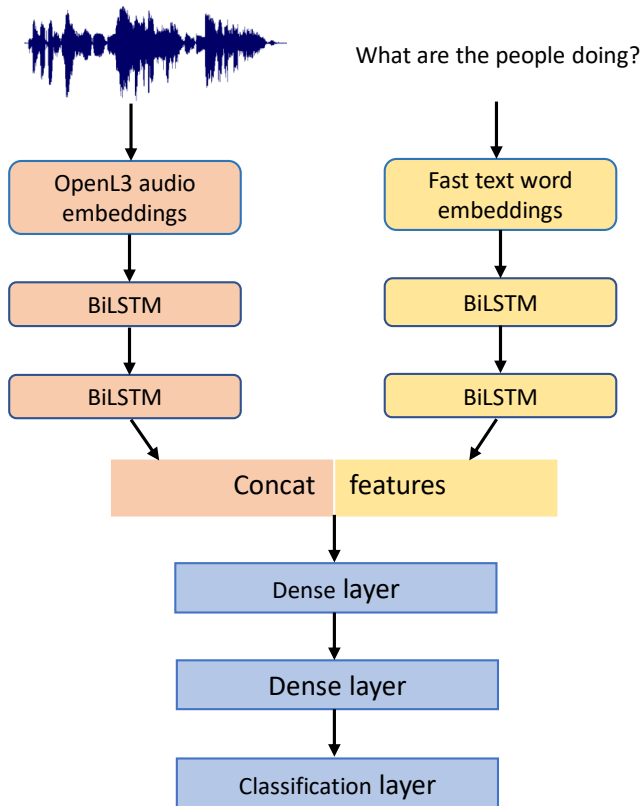 What are the people doing?
OpenL3 audio
embeddings
Fast text word
embeddings
BiLSTM
BiLSTM
BiLSTM
BiLSTM
Concat features
Dense layer
Dense layer
Classification layer